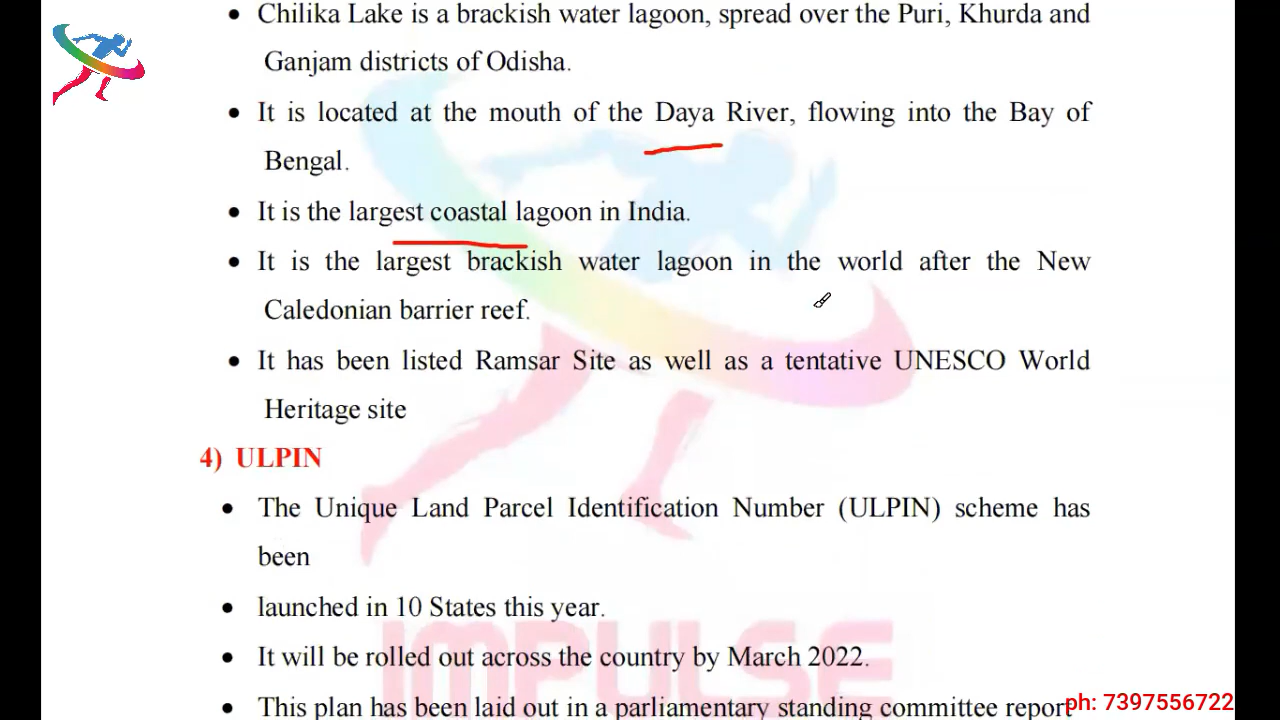 • Chilika Lake is a brackish water lagoon, spread over the Puri, Khurda and
Ganjam districts of Odisha.
• It is located at the mouth of the Daya River, flowing into the Bay of
Bengal.
• It is the largest coastal lagoon in India.
• It is the largest brackish water lagoon in the world after the New
Caledonian barrier reef.
• It has been listed Ramsar Site as well as a tentative UNESCO World
Heritage site
4) ULPIN
• The Unique Land Parcel Identification Number (ULPIN) scheme has
been
• launched in 10 States this year.
• It will be rolled out across the country by March 2022.
IMPULSE
• This plan has been laid out in a parliamentary standing committee report
ph: 7397556722